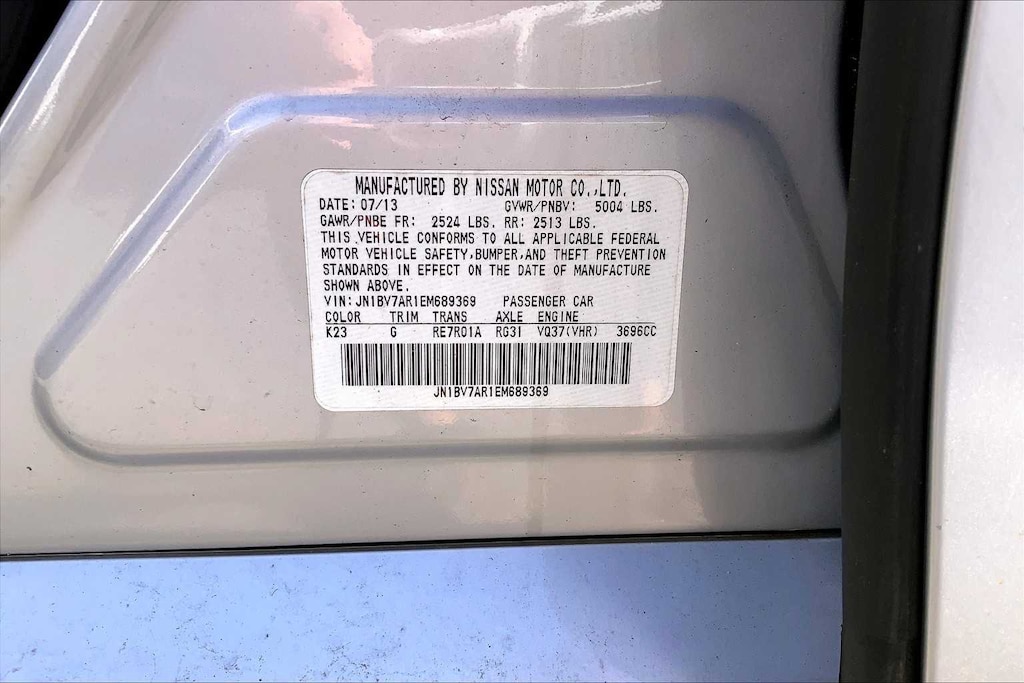 MANUFACTURED BY NISSAN MOTOR CO.,LTD.
DATE: 07/13 GVWR/PNBV: 5004 LBS.
GAWR/PNBE FR: 2524 LBS. RR: 2513 LBS.
THIS VEHICLE CONFORMS TO ALL APPLICABLE FEDERAL
MOTOR VEHICLE SAFETY,BUMPER,AND THEFT PREVENTION
STANDARDS IN EFFECT ON THE DATE OF MANUFACTURE
SHOWN ABOVE.
VIN:JN1BV7AR1EM689369 PASSENGER CAR
COLOR TRIM TRANS AXLE ENGINE
K23 G RE7R01A RG31 VQ37(VHR) 3696CC
JN1BV7AR1EM689369